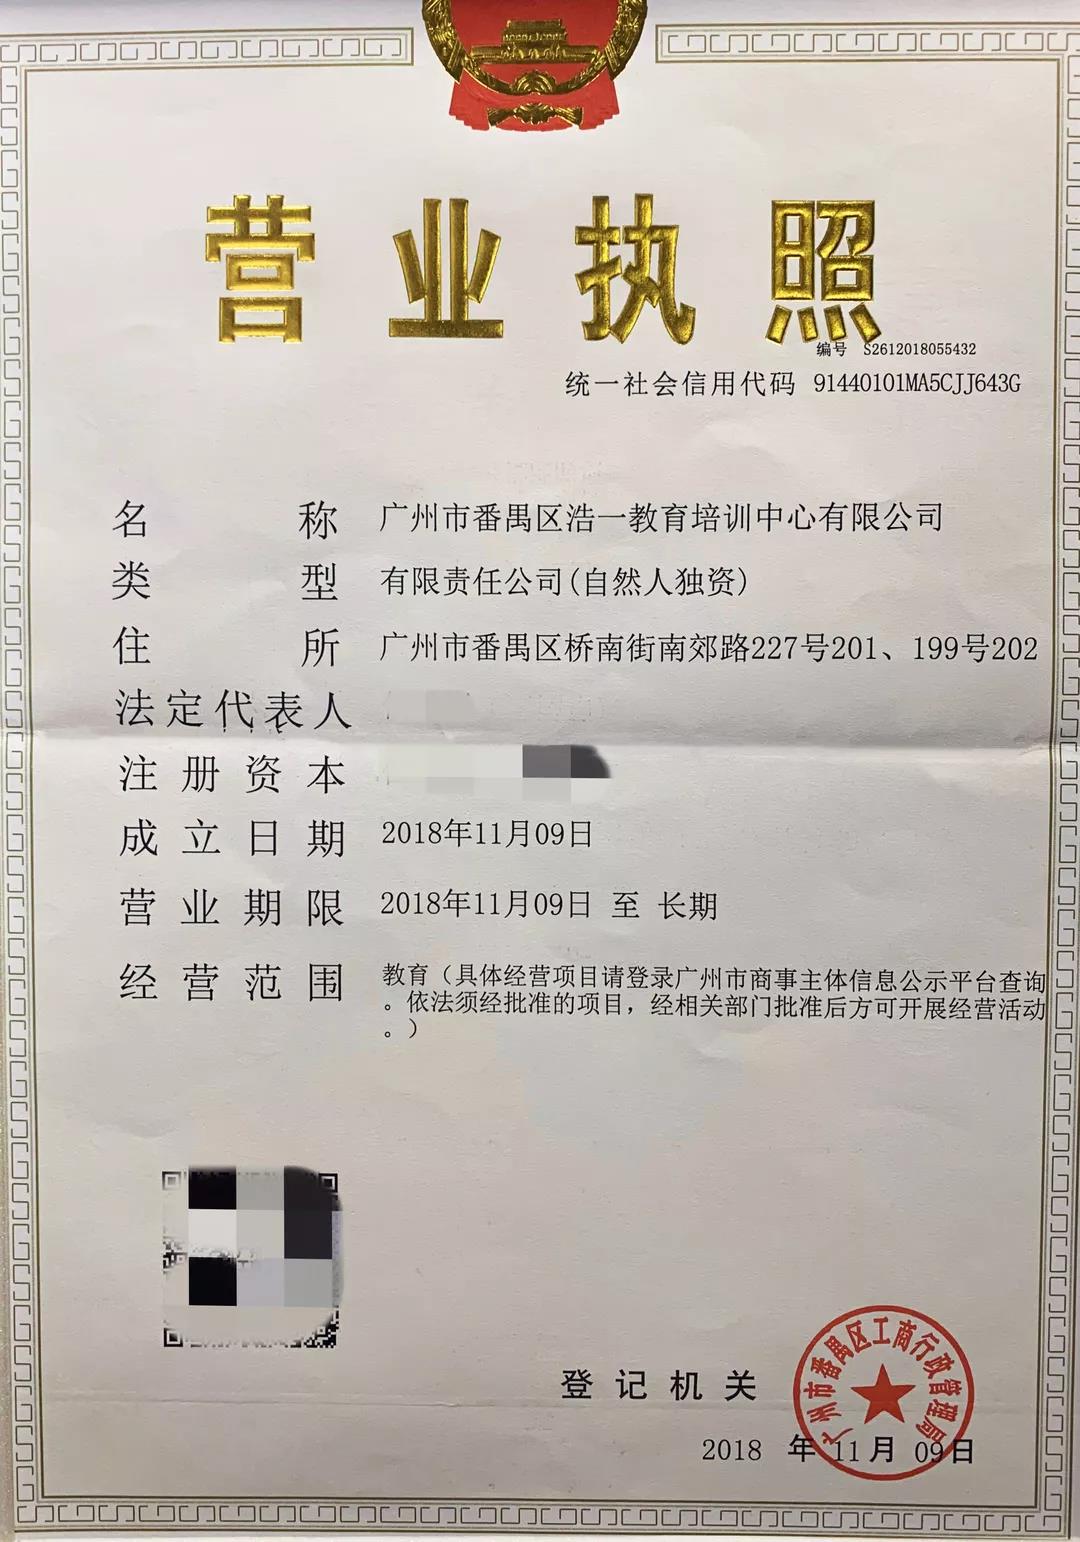 营业执照
编号 S2612018055432
统一社会信用代码 91440101MA5CJJ643G
名称 广州市番禺区浩一教育培训中心有限公司
类型 有限责任公司(自然人独资)
住所 广州市番禺区桥南街南郊路227号201、199号202
法定代表人
注册资本
成立日期 2018年11月09日
营业期限 2018年11月09日 至 长期
经营范围 教育（具体经营项目请登录广州市商事主体信息公示平台查询
。依法须经批准的项目，经相关部门批准后方可开展经营活动
。）
登记机关
广州市番禺区工商行政管理局
2018 年 11 月 09 日